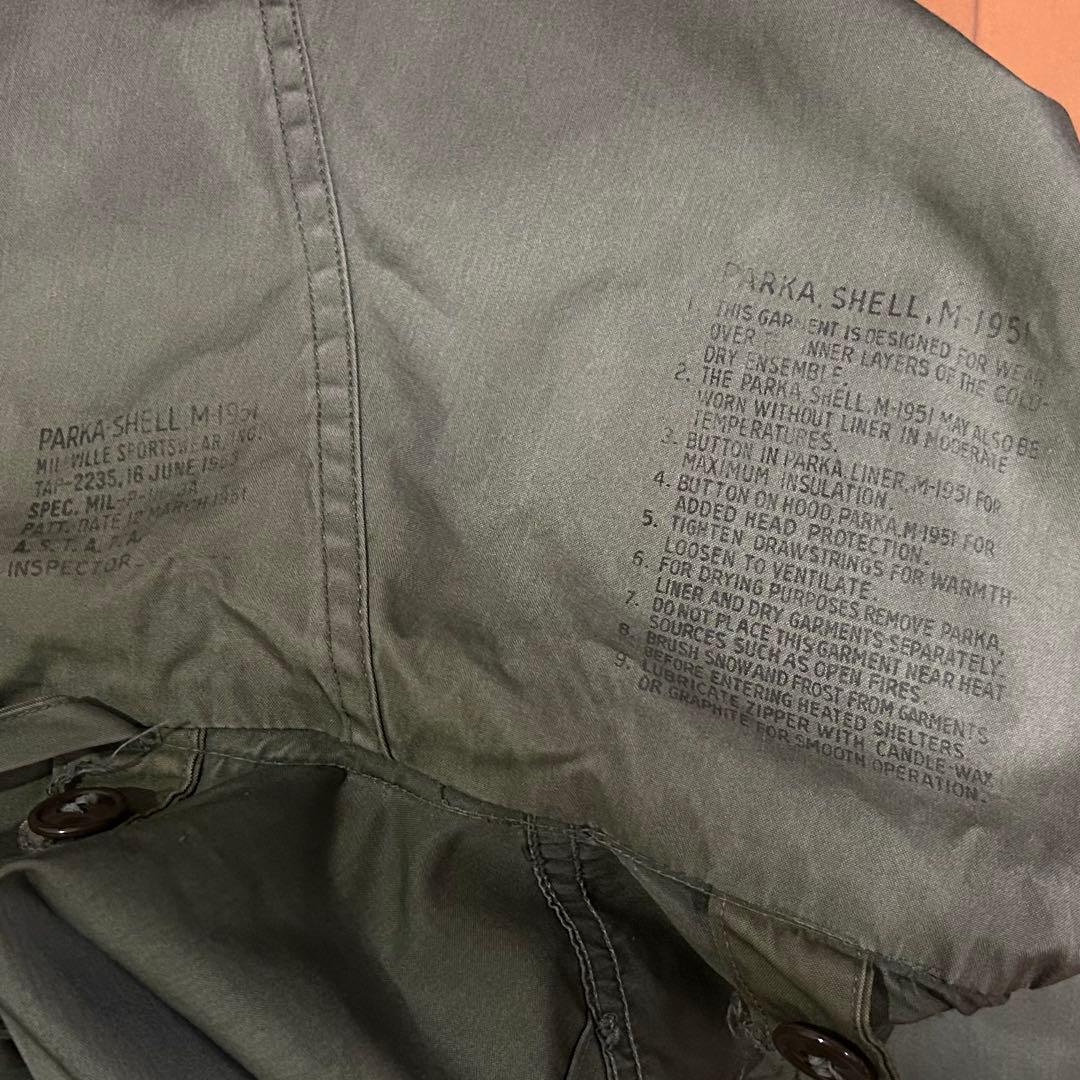 PARKA-SHELL, M-1951
MILLVILLE SPORTSWEAR, INC.
TAP-2235, 16 JUNE 1953
SPEC. MIL-P-
PATT. DATE 12 MARCH 1951
A. S. T. A. P. A.
INSPECTOR
PARKA, SHELL, M-1951
1. THIS GARMENT IS DESIGNED FOR WEAR
OVER INNER LAYERS OF THE COLD-
DRY ENSEMBLE.
2. THE PARKA, SHELL, M-1951 MAY ALSO BE
WORN WITHOUT LINER IN MODERATE
TEMPERATURES.
3. BUTTON IN PARKA, LINER, M-1951 FOR
MAXIMUM INSULATION.
4. BUTTON ON HOOD, PARKA, M-1951 FOR
ADDED HEAD PROTECTION.
5. TIGHTEN DRAWSTRINGS FOR WARMTH-
LOOSEN TO VENTILATE.
6. FOR DRYING PURPOSES, REMOVE PARKA,
LINER AND DRY GARMENTS SEPARATELY.
7. DO NOT PLACE THIS GARMENT NEAR HEAT
SOURCES SUCH AS OPEN FIRES.
8. BRUSH SNOW AND FROST FROM GARMENTS
BEFORE ENTERING HEATED SHELTERS.
9. LUBRICATE ZIPPER WITH CANDLE-WAX
OR GRAPHITE FOR SMOOTH OPERATION.